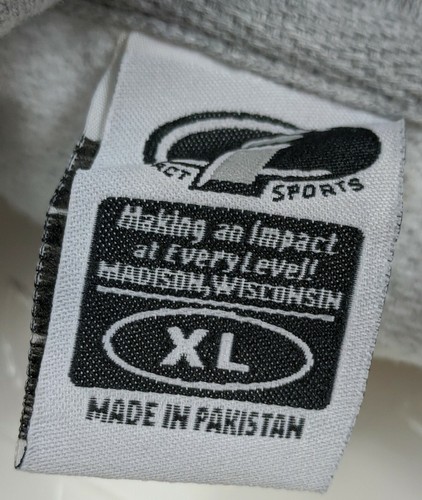 ACT SPORTS
Making an Impact
at Every Level!
MADISON, WISCONSIN
XL
MADE IN PAKISTAN